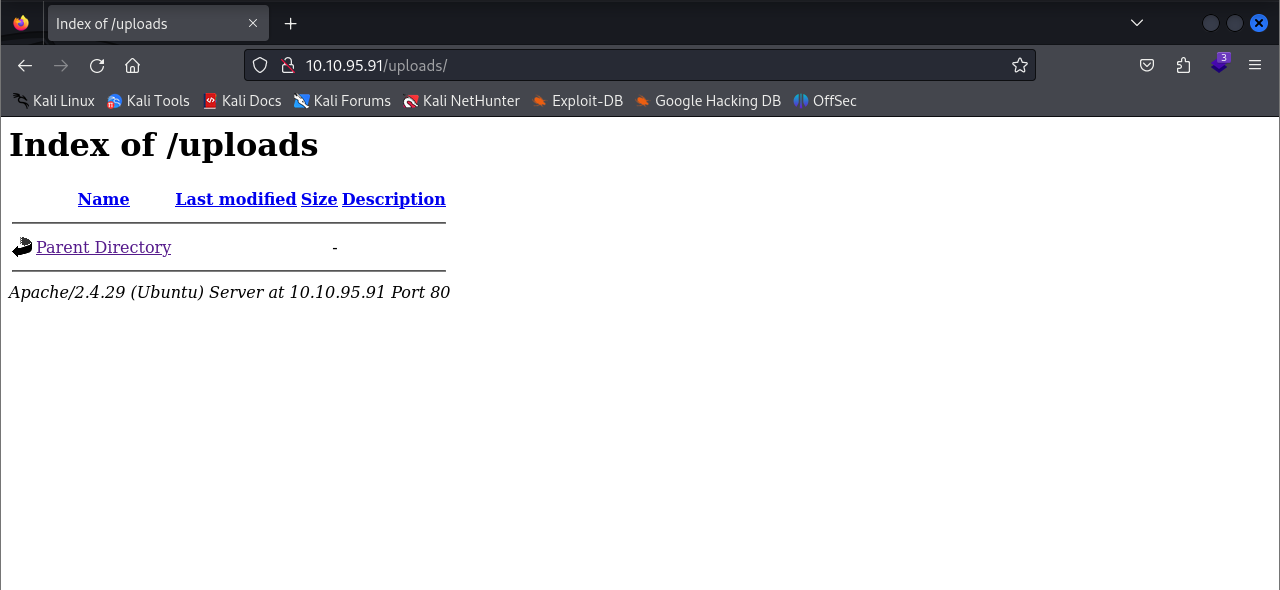 Index of /uploads
10.10.95.91/uploads/
3
Kali Linux Kali Tools Kali Docs Kali Forums Kali NetHunter Exploit-DB Google Hacking DB OffSec
Index of /uploads
Name Last modified Size Description
Parent Directory -
Apache/2.4.29 (Ubuntu) Server at 10.10.95.91 Port 80